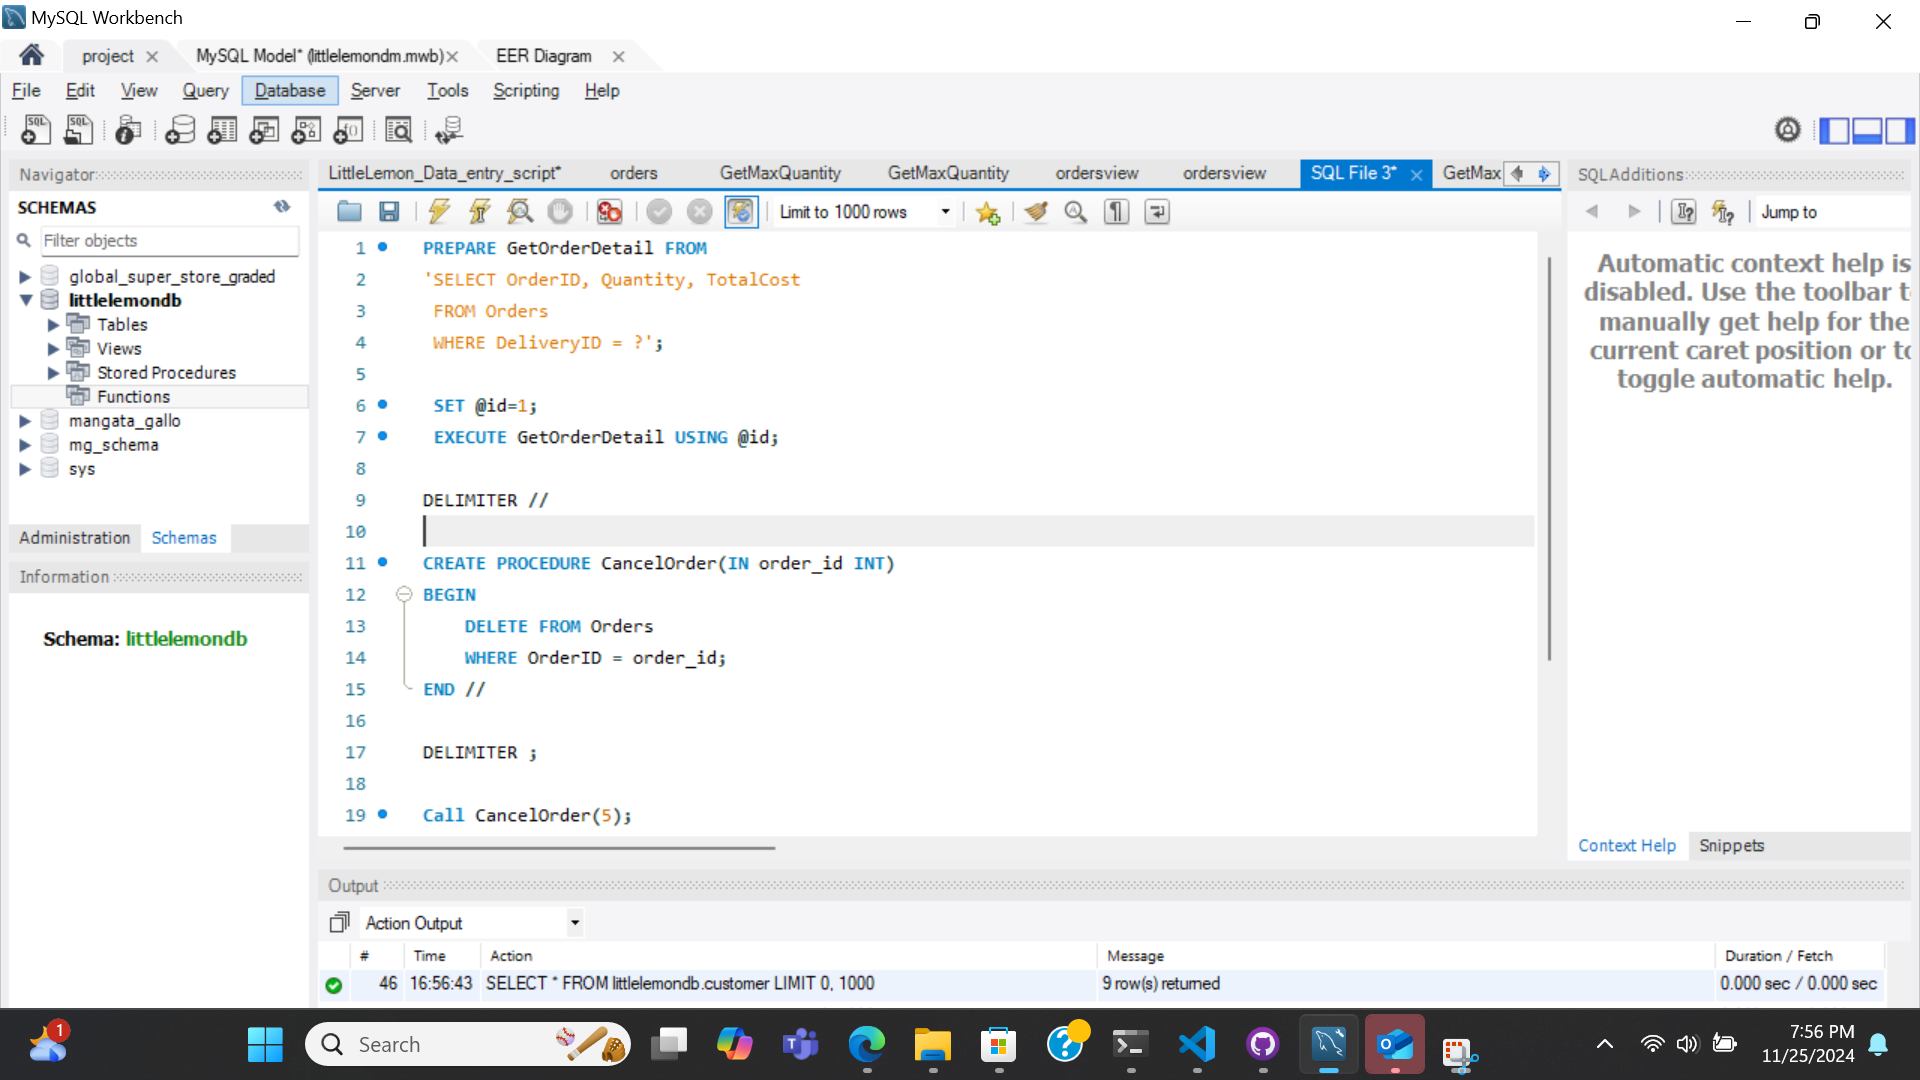 MySQL Workbench
project
MySQL Model* (littlelemondm.mwb)
EER Diagram
File Edit View Query Database Server Tools Scripting Help
Navigator
SCHEMAS
Filter objects
global_super_store_graded
littlelemondb
Tables
Views
Stored Procedures
Functions
mangata_gallo
mg_schema
sys
Administration Schemas
Information
Schema: littlelemondb
LittleLemon_Data_entry_script* orders GetMaxQuantity GetMaxQuantity ordersview ordersview SQL File 3* GetMax
Limit to 1000 rows
1 PREPARE GetOrderDetail FROM
2 'SELECT OrderID, Quantity, TotalCost
3 FROM Orders
4 WHERE DeliveryID = ?';
5
6 SET @id=1;
7 EXECUTE GetOrderDetail USING @id;
8
9 DELIMITER //
10
11 CREATE PROCEDURE CancelOrder(IN order_id INT)
12 BEGIN
13 DELETE FROM Orders
14 WHERE OrderID = order_id;
15 END //
16
17 DELIMITER ;
18
19 Call CancelOrder(5);
SQLAdditions
Jump to
Automatic context help is
disabled. Use the toolbar t
manually get help for the
current caret position or to
toggle automatic help.
Context Help Snippets
Output
Action Output
# Time Action Message Duration / Fetch
46 16:56:43 SELECT * FROM littlelemondb.customer LIMIT 0, 1000 9 row(s) returned 0.000 sec / 0.000 sec
1
Search
7:56 PM
11/25/2024